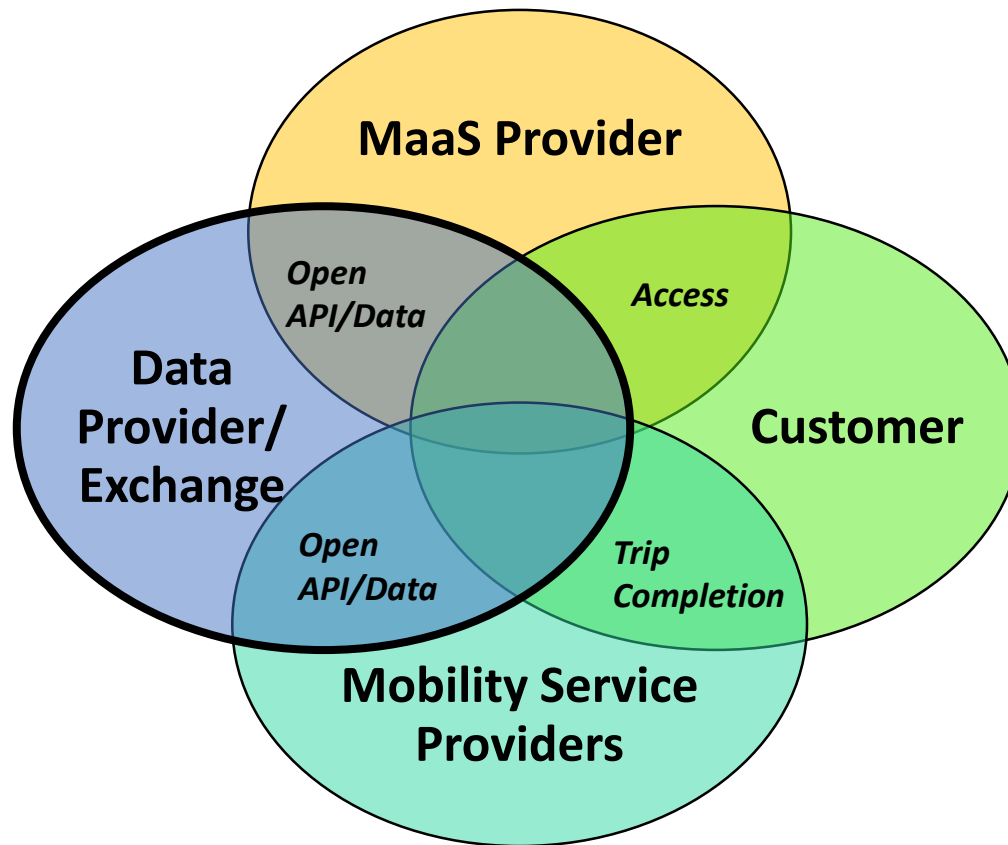 MaaS Provider
Open
API/Data
Access
Data
Provider/
Exchange
Customer
Open
API/Data
Trip
Completion
Mobility Service
Providers